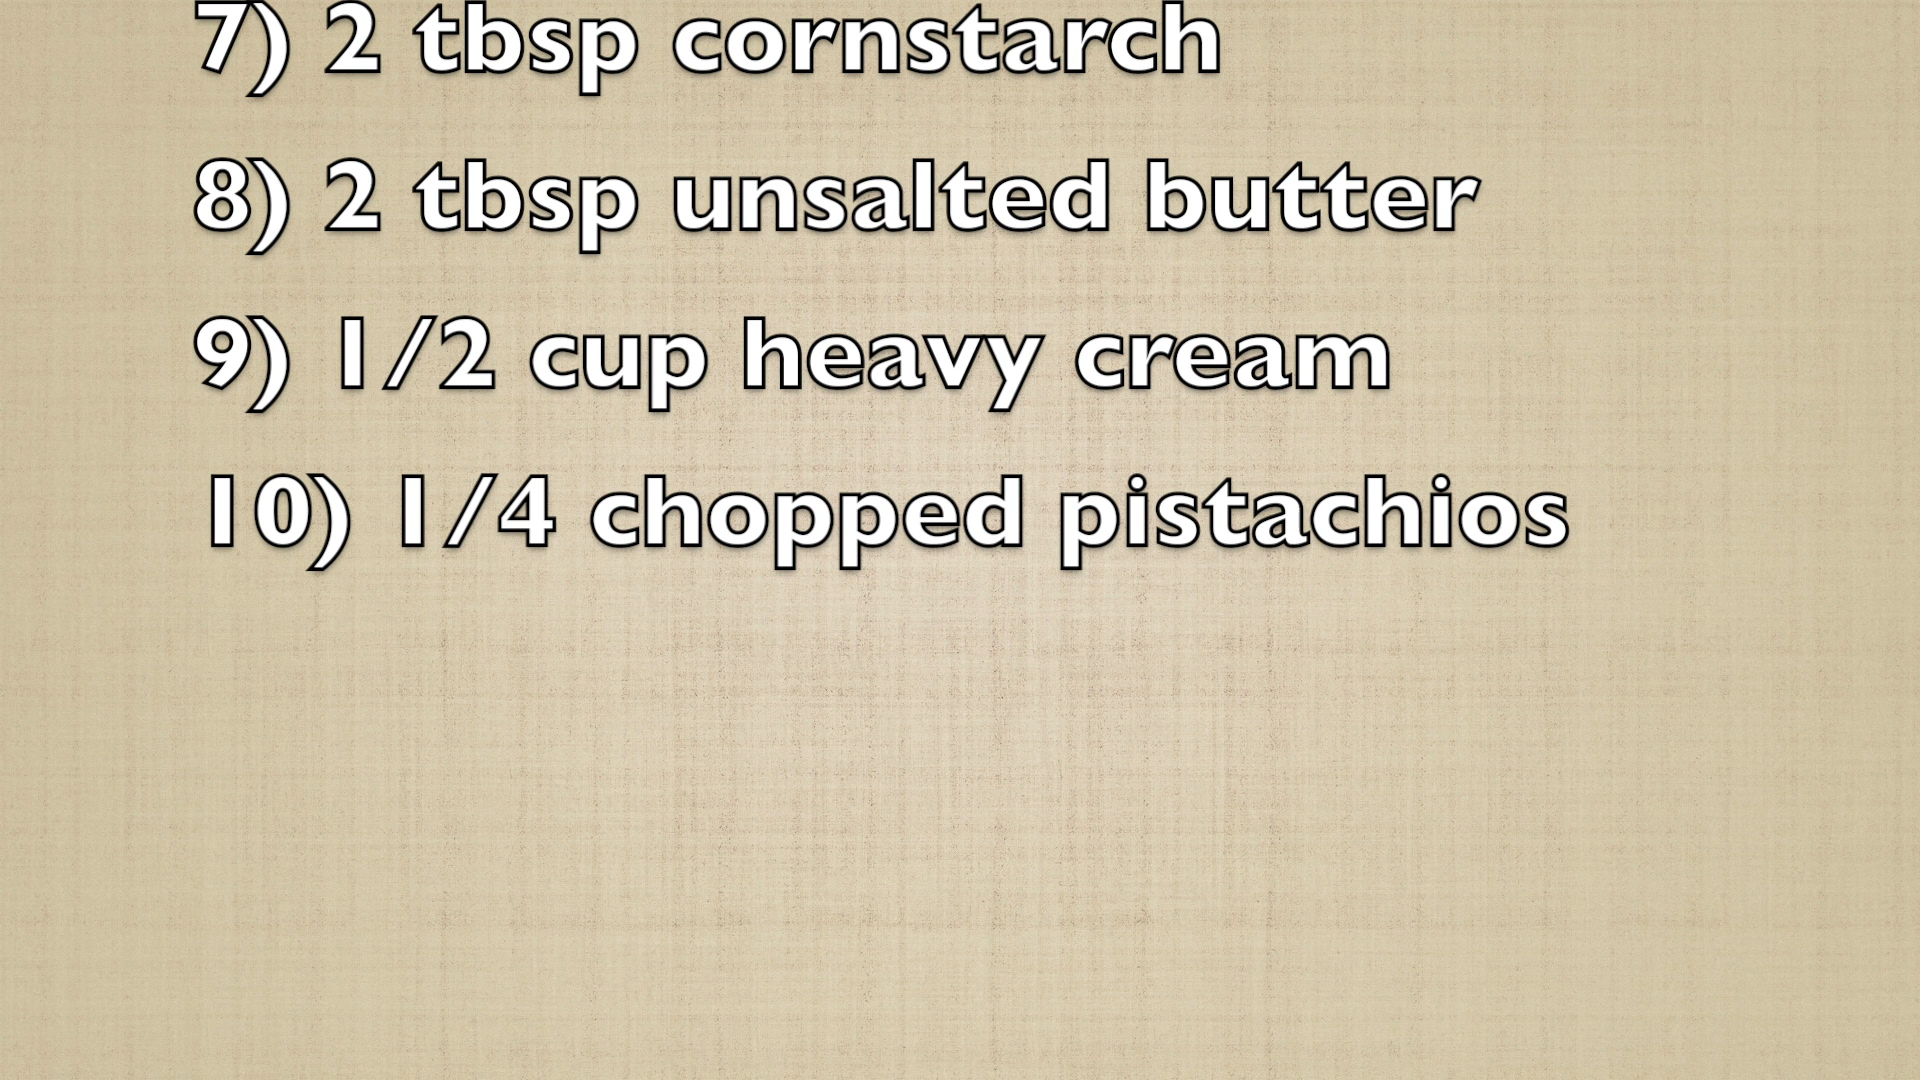 7) 2 tbsp cornstarch
8) 2 tbsp unsalted butter
9) 1/2 cup heavy cream
10) 1/4 chopped pistachios